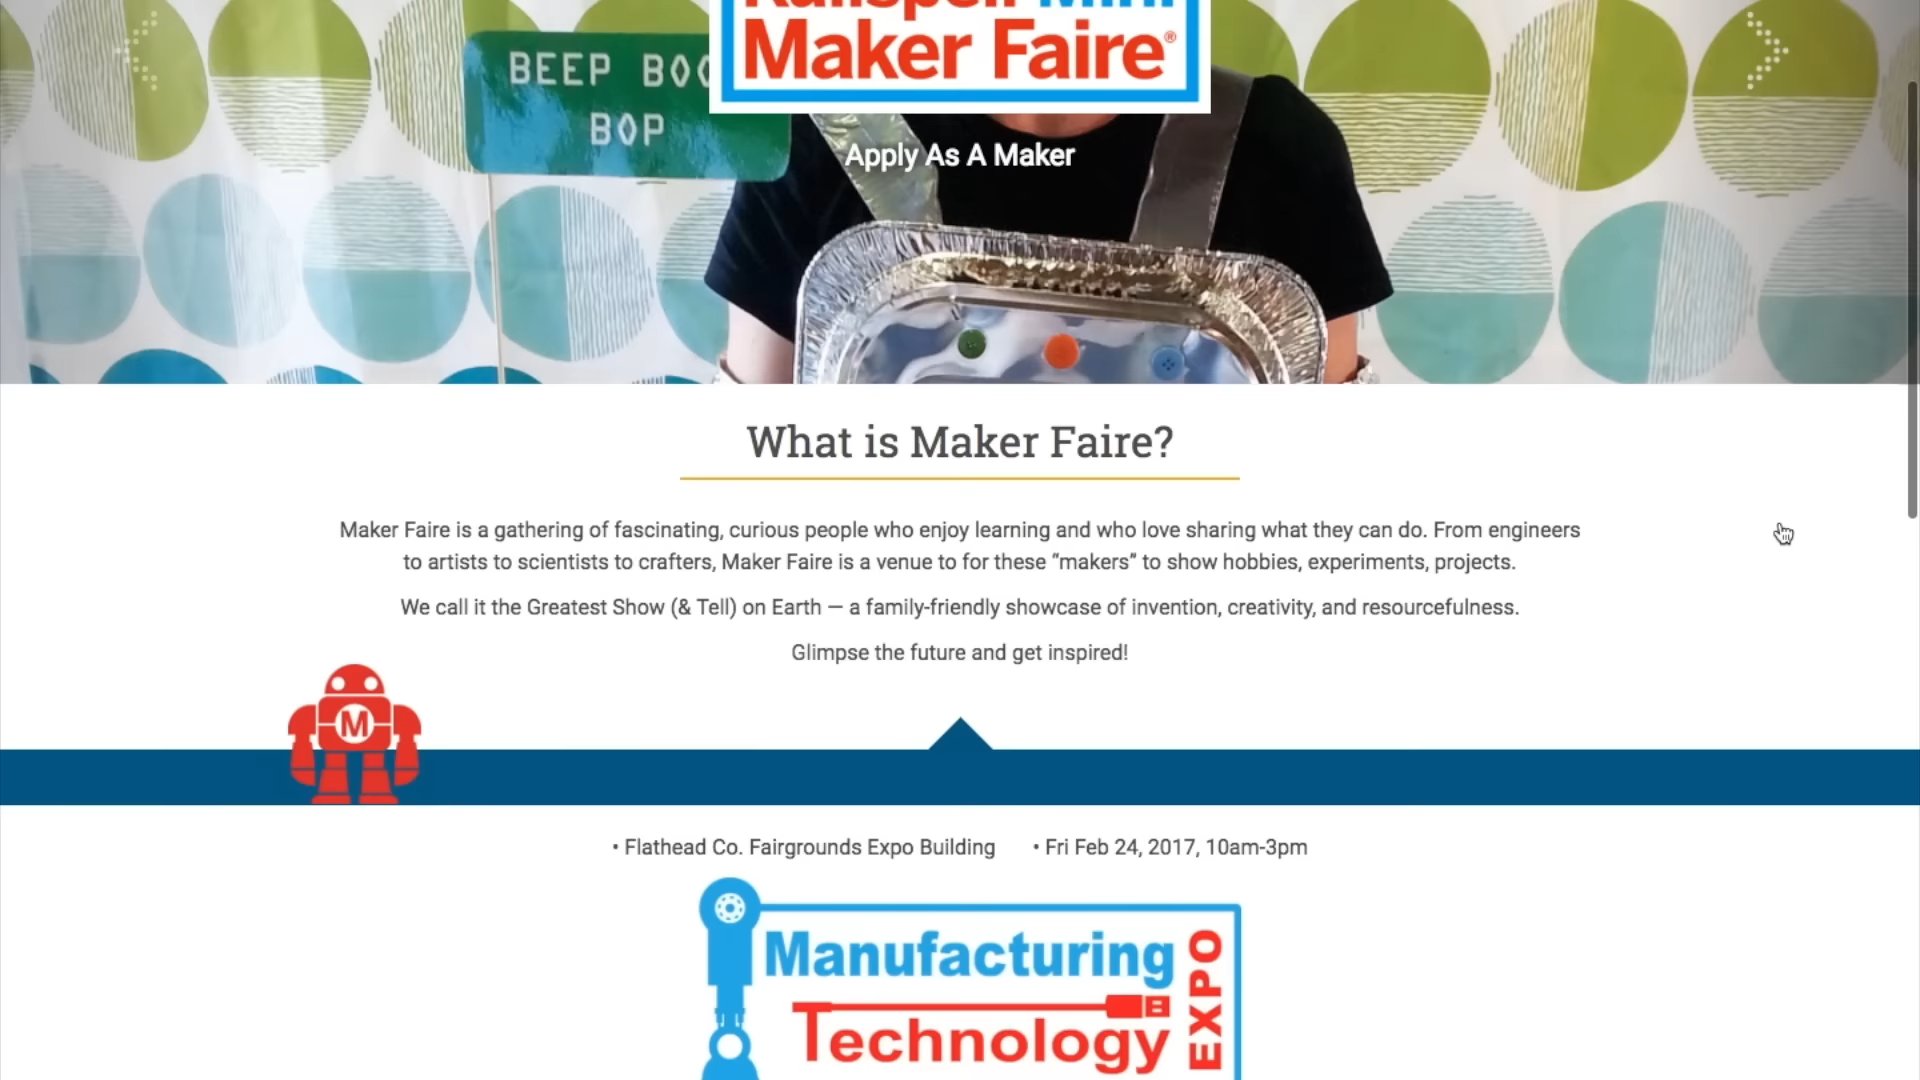 Kalispell Mini
Maker Faire®
BEEP BOO
BOP
Apply As A Maker
What is Maker Faire?
Maker Faire is a gathering of fascinating, curious people who enjoy learning and who love sharing what they can do. From engineers
to artists to scientists to crafters, Maker Faire is a venue to for these “makers” to show hobbies, experiments, projects.
We call it the Greatest Show (& Tell) on Earth — a family-friendly showcase of invention, creativity, and resourcefulness.
Glimpse the future and get inspired!
M
• Flathead Co. Fairgrounds Expo Building • Fri Feb 24, 2017, 10am-3pm
Manufacturing
Technology
EXPO